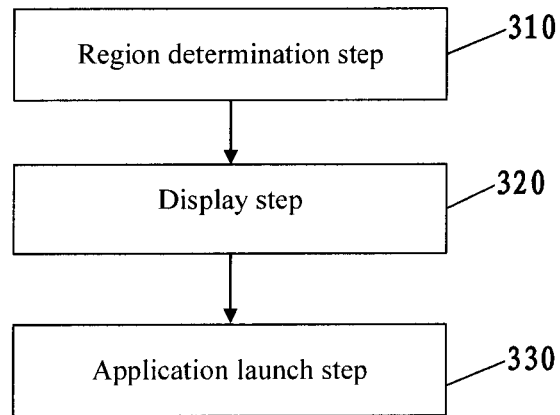 310
Region determination step
320
Display step
330
Application launch step